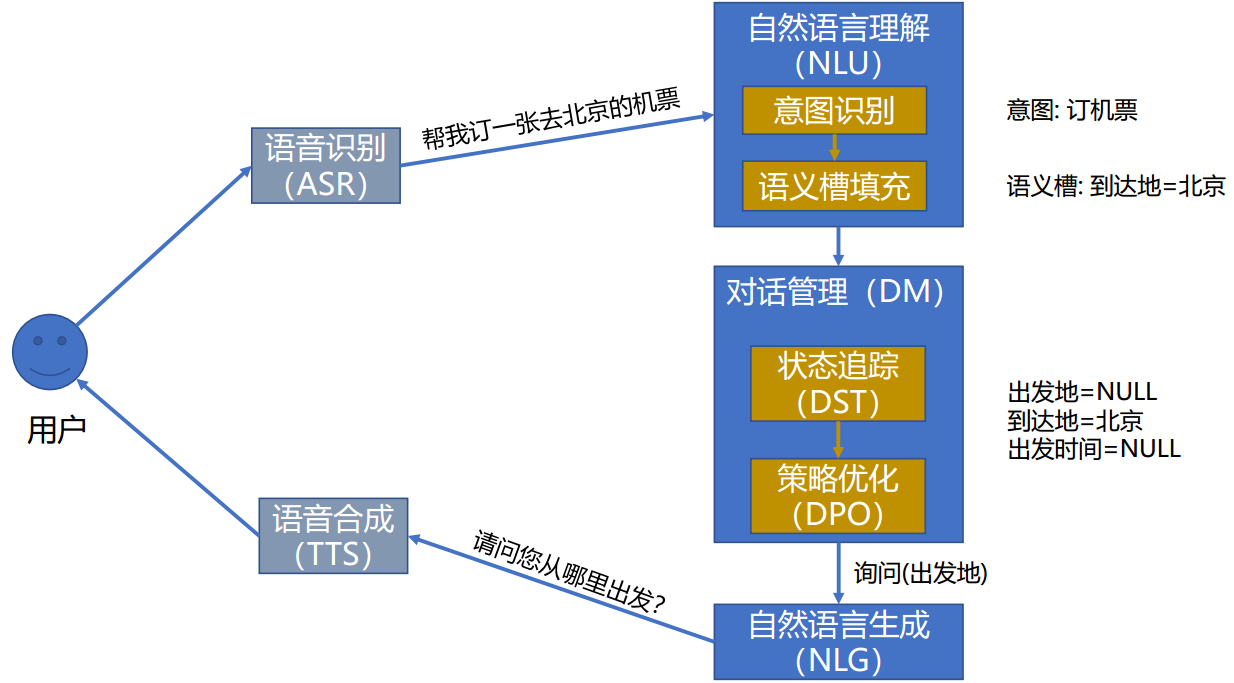 自然语言理解
（NLU）
意图识别
意图: 订机票
帮我订一张去北京的机票
语音识别
（ASR）
语义槽填充
语义槽: 到达地=北京
对话管理（DM）
状态追踪
（DST）
出发地=NULL
到达地=北京
出发时间=NULL
用户
策略优化
（DPO）
语音合成
（TTS）
请问您从哪里出发?
询问(出发地)
自然语言生成
（NLG）